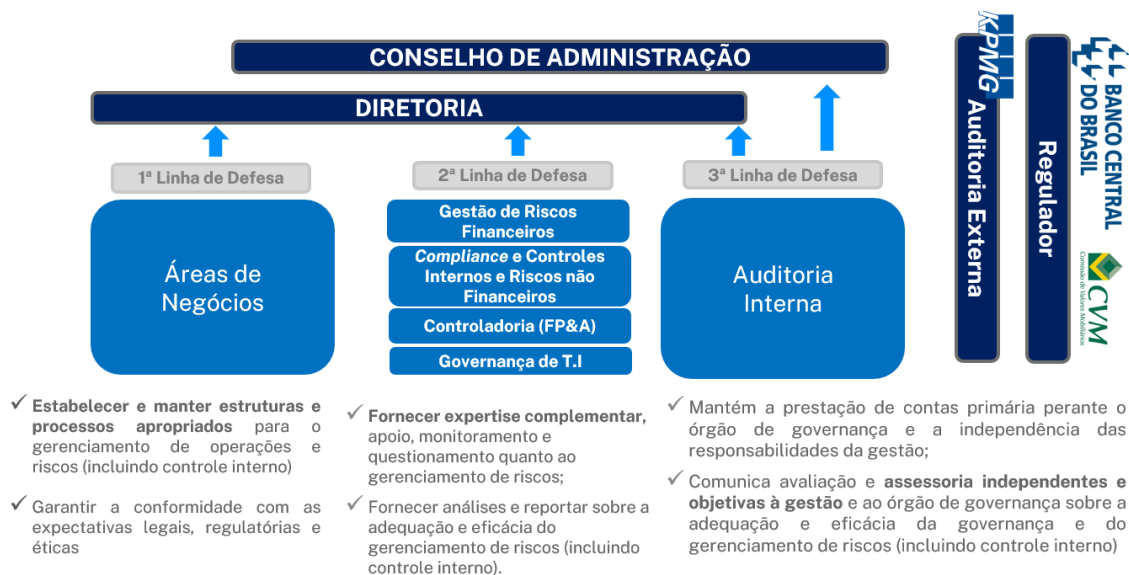 CONSELHO DE ADMINISTRAÇÃO
DIRETORIA
1ª Linha de Defesa
2ª Linha de Defesa
3ª Linha de Defesa
Áreas de
Negócios
Gestão de Riscos
Financeiros
Compliance e Controles
Internos e Riscos não
Financeiros
Controladoria (FP&A)
Governança de T.I
Auditoria
Interna
KPMG
Auditoria Externa
Regulador
BANCO CENTRAL
DO BRASIL
CVM
Comissão de Valores Mobiliários
Estabelecer e manter estruturas e
processos apropriados para o
gerenciamento de operações e
riscos (incluindo controle interno)
Garantir a conformidade com as
expectativas legais, regulatórias e
éticas
Fornecer expertise complementar,
apoio, monitoramento e
questionamento quanto ao
gerenciamento de riscos;
Fornecer análises e reportar sobre a
adequação e eficácia do
gerenciamento de riscos (incluindo
controle interno).
Mantém a prestação de contas primária perante o
órgão de governança e a independência das
responsabilidades da gestão;
Comunica avaliação e assessoria independentes e
objetivas à gestão e ao órgão de governança sobre a
adequação e eficácia da governança e do
gerenciamento de riscos (incluindo controle interno)